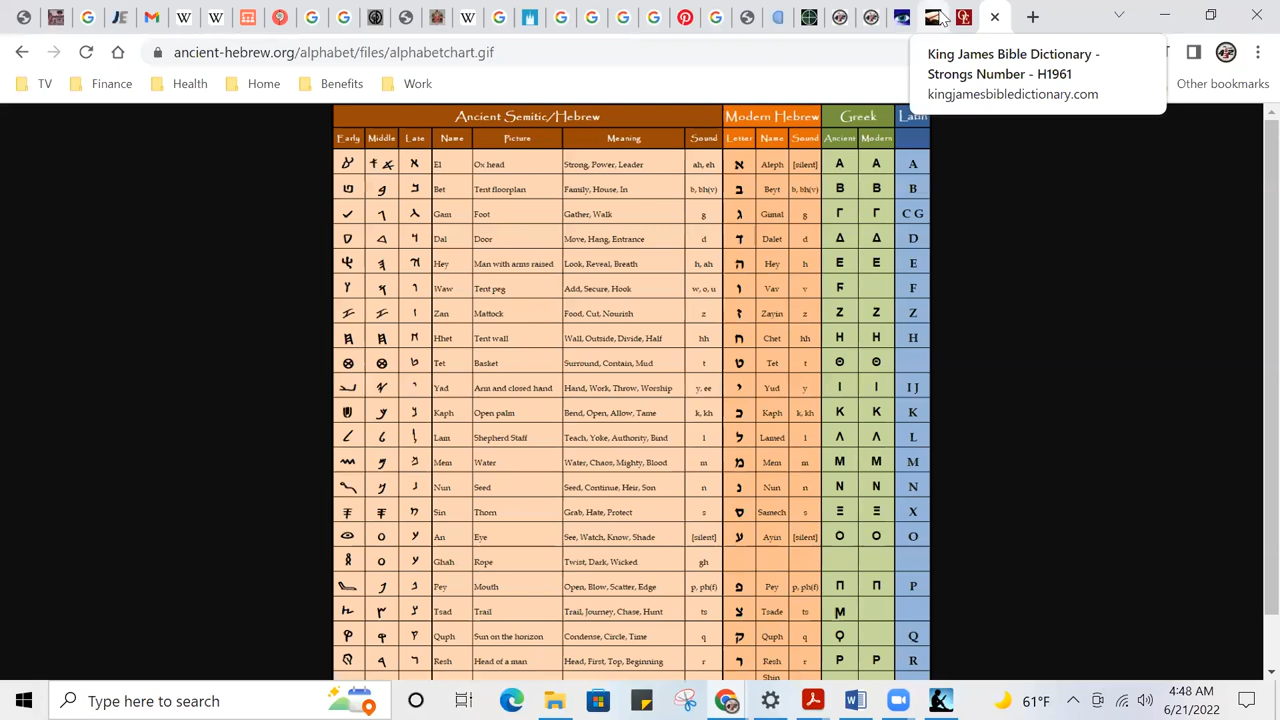 ancient-hebrew.org/alphabet/files/alphabetchart.gif
King James Bible Dictionary -
Strongs Number - H1961
kingjamesbibledictionary.com
TV Finance Health Home Benefits Work Other bookmarks
Ancient Semitic/Hebrew Modern Hebrew Greek Latin
Early Middle Late Name Picture Meaning Sound Letter Name Sound Ancient Modern
El Ox head Strong, Power, Leader ah, eh א Aleph [silent] Α Α A
Bet Tent floorplan Family, House, In b, bh(v) ב Beyt b, bh(v) Β Β B
Gam Foot Gather, Walk g ג Gimal g Γ Γ C G
Dal Door Move, Hang, Entrance d ד Dalet d Δ Δ D
Hey Man with arms raised Look, Reveal, Breath h, ah ה Hey h Ε Ε E
Waw Tent peg Add, Secure, Hook w, o, u ו Vav v Ϝ F
Zan Mattock Food, Cut, Nourish z ז Zayin z Ζ Ζ Z
Hhet Tent wall Wall, Outside, Divide, Half hh ח Chet hh Η Η H
Tet Basket Surround, Contain, Mud t ט Tet t Θ Θ
Yad Arm and closed hand Hand, Work, Throw, Worship y, ee י Yud y Ι Ι I J
Kaph Open palm Bend, Open, Allow, Tame k, kh כ Kaph k, kh Κ Κ K
Lam Shepherd Staff Teach, Yoke, Authority, Bind l ל Lamed l Λ Λ L
Mem Water Water, Chaos, Mighty, Blood m מ Mem m Μ Μ M
Nun Seed Seed, Continue, Heir, Son n נ Nun n Ν Ν N
Sin Thorn Grab, Hate, Protect s ס Samech s Ξ Ξ X
An Eye See, Watch, Know, Shade [silent] ע Ayin [silent] Ο Ο O
Ghah Rope Twist, Dark, Wicked gh
Pey Mouth Open, Blow, Scatter, Edge p, ph(f) פ Pey p, ph(f) Π Π P
Tsad Trail Trail, Journey, Chase, Hunt ts צ Tsade ts
Quph Sun on the horizon Condense, Circle, Time q ק Quph q Ϙ Q
Resh Head of a man Head, First, Top, Beginning r ר Resh r Ρ Ρ R
Shin
Type here to search
61°F
4:48 AM
6/21/2022